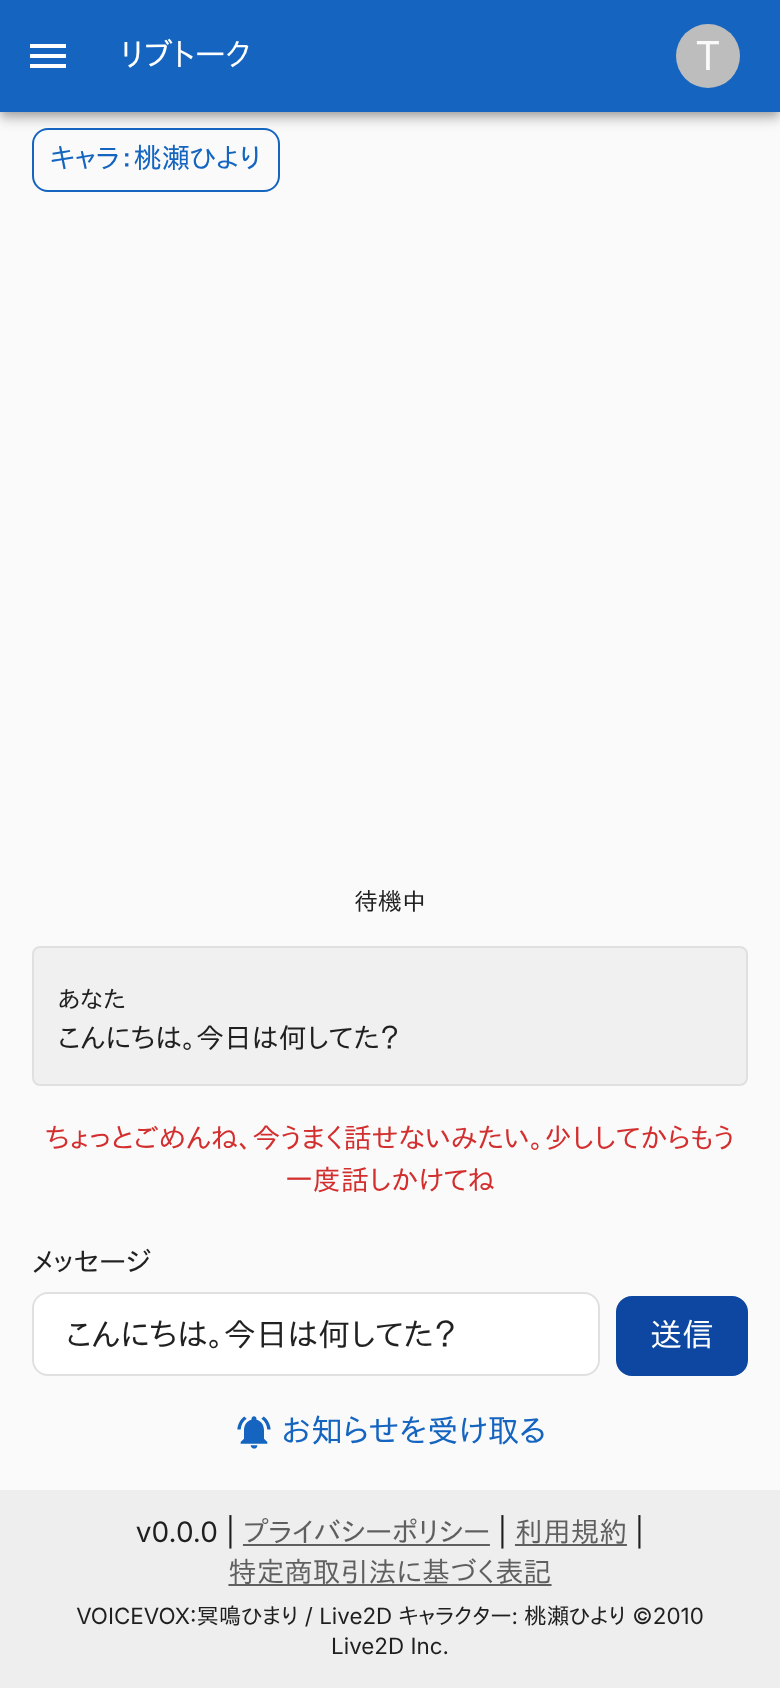 リブトーク
T
キャラ：桃瀬ひより
待機中
あなた
こんにちは。今日は何してた？
ちょっとごめんね、今うまく話せないみたい。少ししてからもう
一度話しかけてね
メッセージ
こんにちは。今日は何してた？
送信
お知らせを受け取る
v0.0.0 | プライバシーポリシー | 利用規約 |
特定商取引法に基づく表記
VOICEVOX:冥鳴ひまり / Live2D キャラクター: 桃瀬ひより ©2010
Live2D Inc.